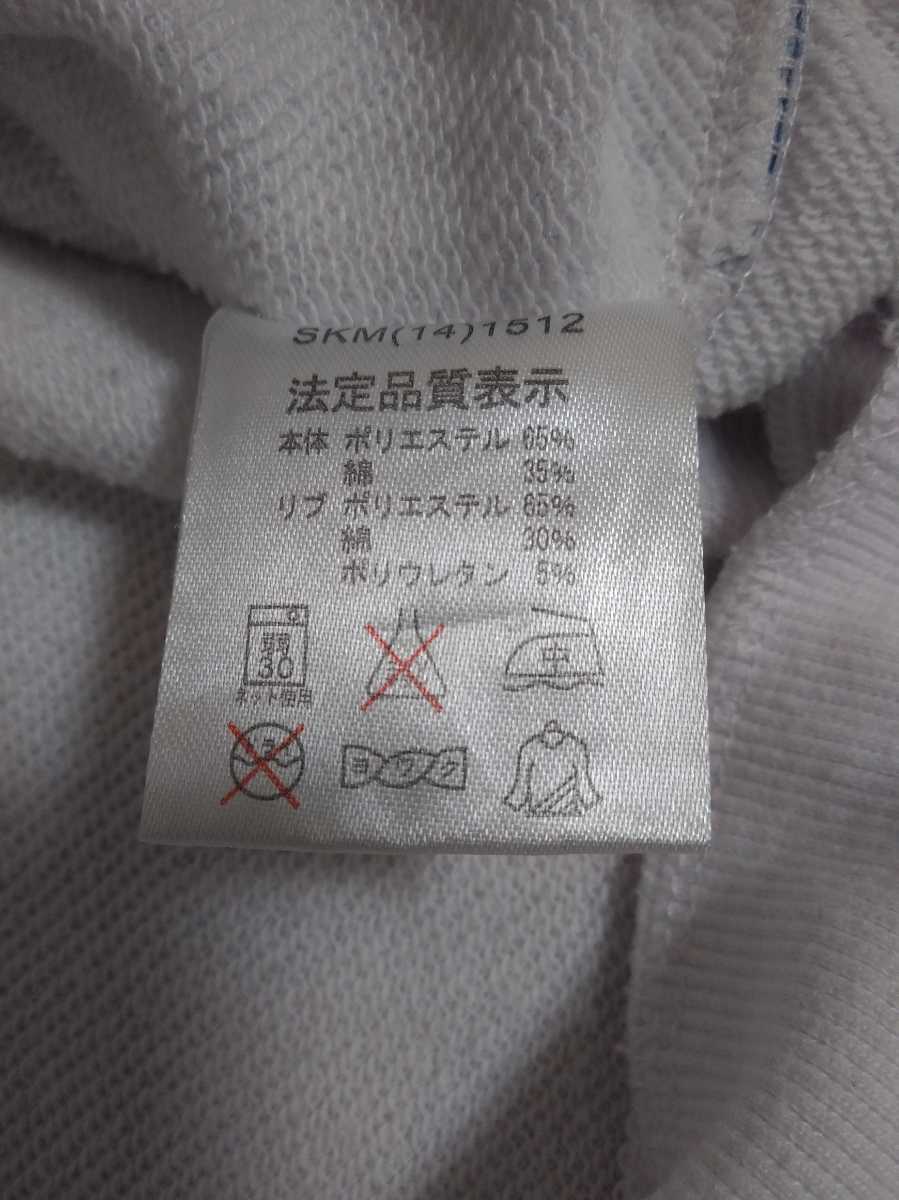 SKM(14)1512
法定品質表示
本体 ポリエステル 65%
綿 35%
リブ ポリエステル 65%
綿 30%
ポリウレタン 5%
弱
30
中
ネット使用
ヨワク